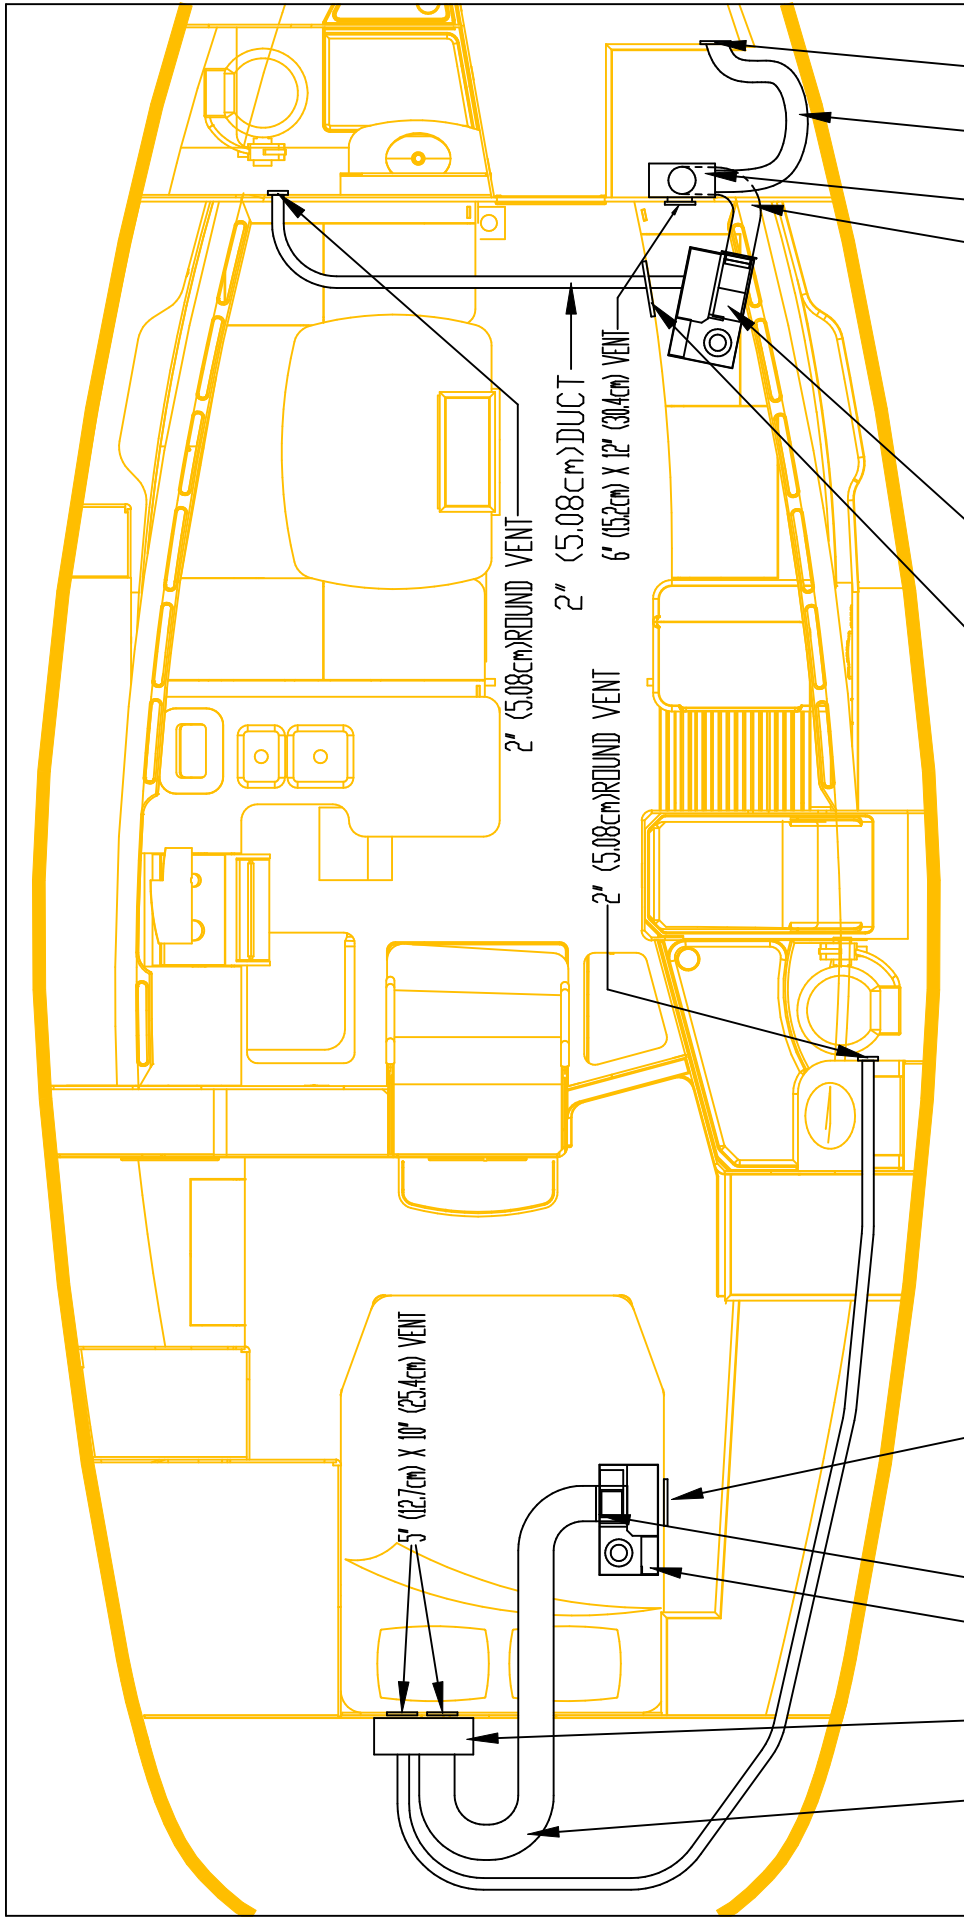 2" (5.08cm)ROUND VENT
2" (5.08cm)DUCT
6" (15.2cm) X 12" (30.4cm) VENT
2" (5.08cm)ROUND VENT
5" (12.7cm) X 10" (25.4cm) VENT